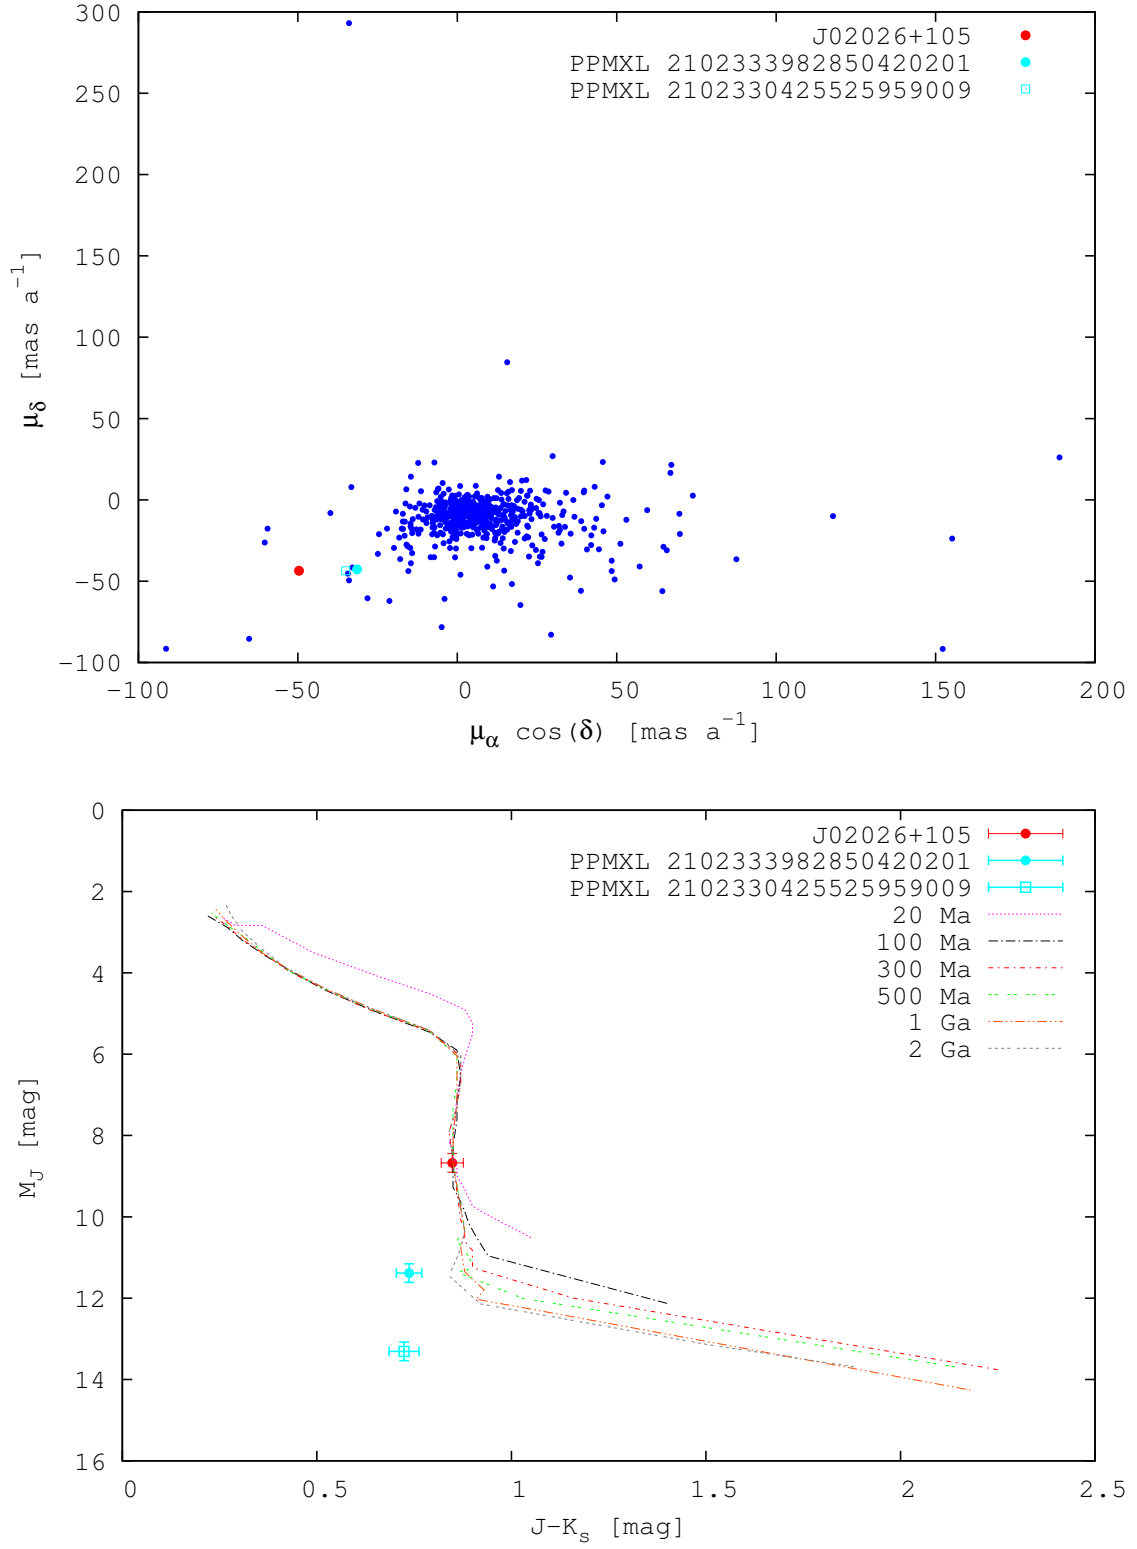 300
250
200
150
100
50
0
−50
−100
μδ [mas a−1]
J02026+105
PPMXL 2102333982850420201
PPMXL 2102330425525959009
−100 −50 0 50 100 150 200
μα cos(δ) [mas a−1]
0
2
4
6
8
10
12
14
16
MJ [mag]
J02026+105
PPMXL 2102333982850420201
PPMXL 2102330425525959009
20 Ma
100 Ma
300 Ma
500 Ma
1 Ga
2 Ga
0 0.5 1 1.5 2 2.5
J−Ks [mag]